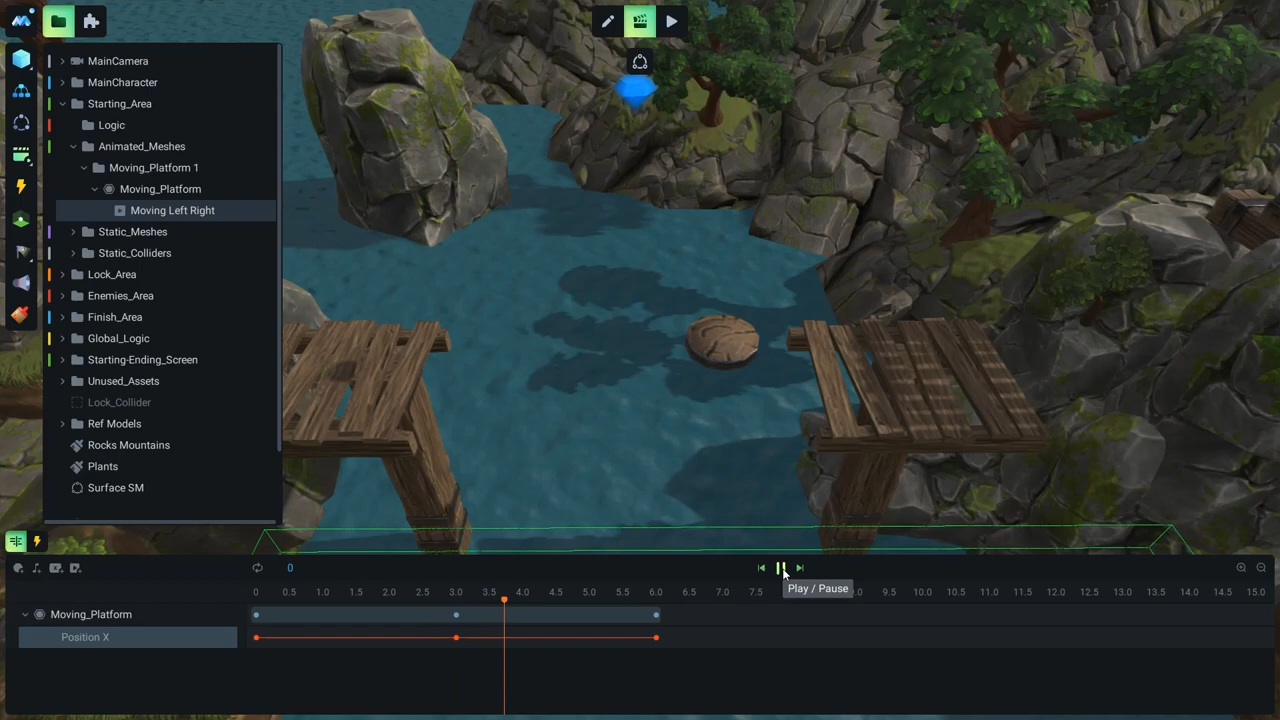 MainCamera
MainCharacter
Starting_Area
Logic
Animated_Meshes
Moving_Platform 1
Moving_Platform
Moving Left Right
Static_Meshes
Static_Colliders
Lock_Area
Enemies_Area
Finish_Area
Global_Logic
Starting-Ending_Screen
Unused_Assets
Lock_Collider
Ref Models
Rocks Mountains
Plants
Surface SM
0
Play / Pause
0 0.5 1.0 1.5 2.0 2.5 3.0 3.5 4.0 4.5 5.0 5.5 6.0 6.5 7.0 7.5 9.5 10.0 10.5 11.0 11.5 12.0 12.5 13.0 13.5 14.0 14.5 15.0
Moving_Platform
Position X